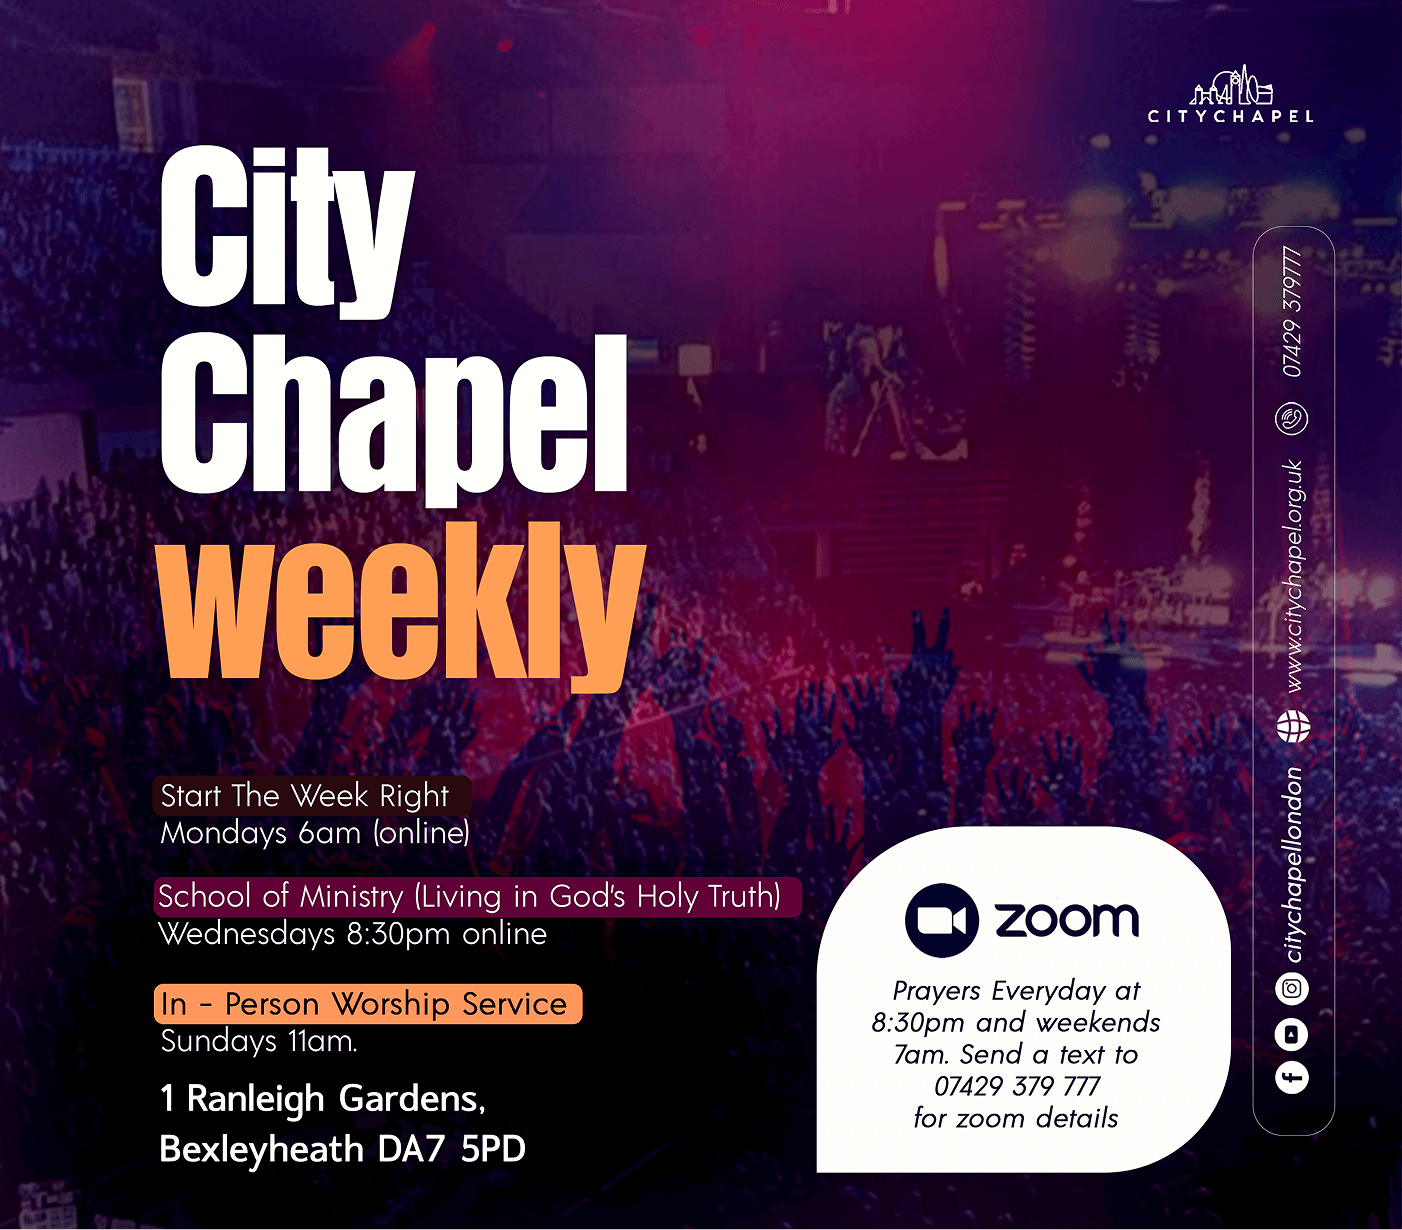 CITYCHAPEL
City
Chapel
weekly
Start The Week Right
Mondays 6am (online)
School of Ministry (Living in God's Holy Truth)
Wednesdays 8:30pm online
In - Person Worship Service
Sundays 11am.
1 Ranleigh Gardens,
Bexleyheath DA7 5PD
zoom
Prayers Everyday at
8:30pm and weekends
7am. Send a text to
07429 379 777
for zoom details
citychapellondon
www.citychapel.org.uk
07429 379777